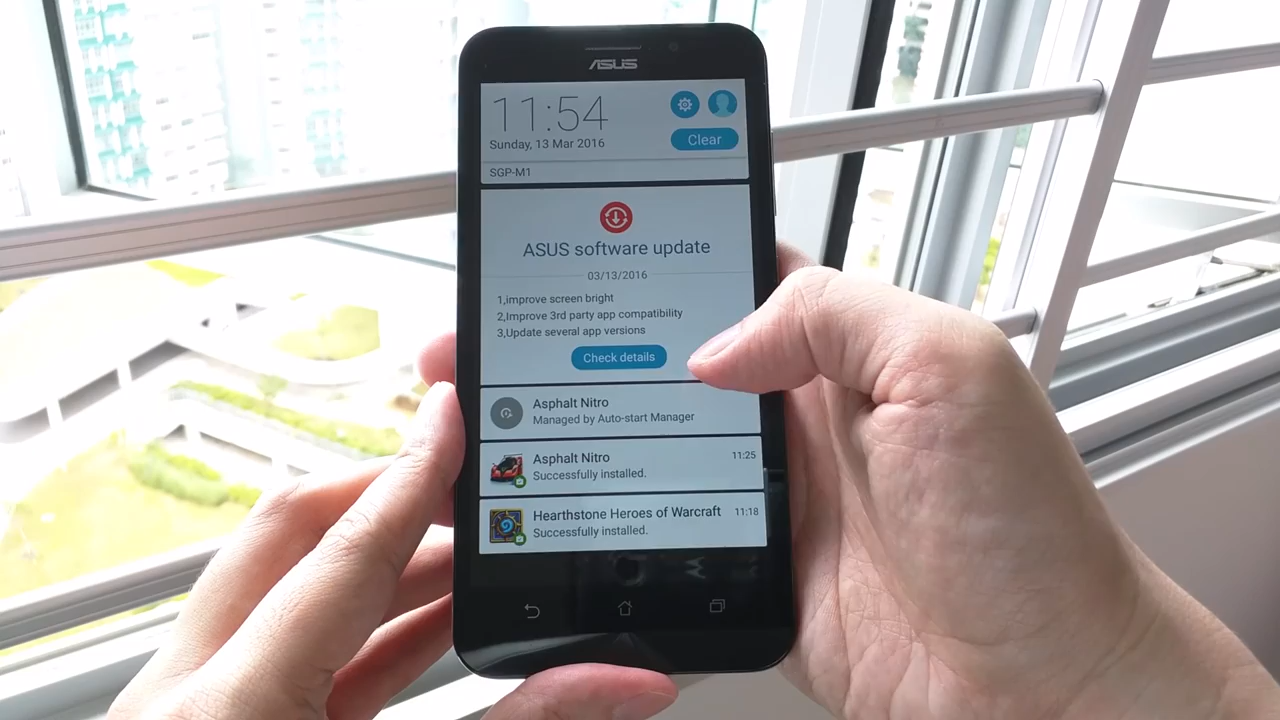 ASUS
11:54
Sunday, 13 Mar 2016
Clear
SGP-M1
ASUS software update
03/13/2016
1,improve screen bright
2,Improve 3rd party app compatibility
3,Update several app versions
Check details
Asphalt Nitro
Managed by Auto-start Manager
Asphalt Nitro 11:25
Successfully installed.
Hearthstone Heroes of Warcraft 11:18
Successfully installed.